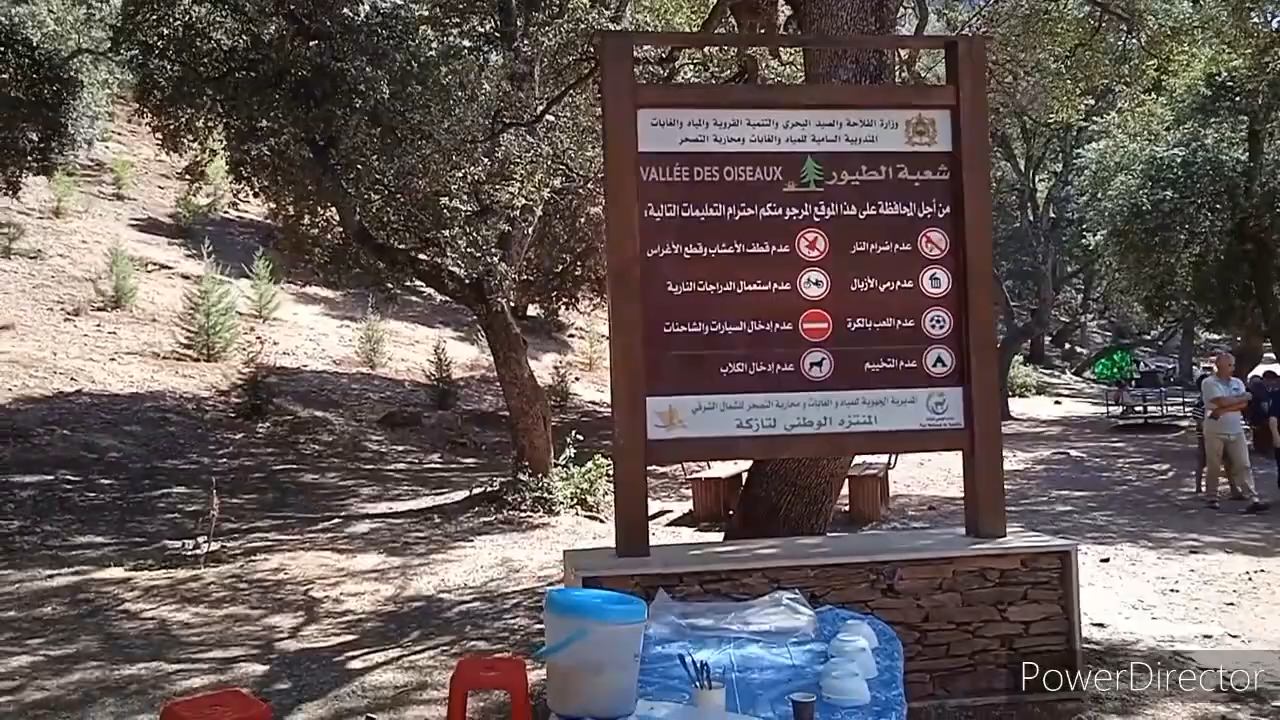 وزارة الفلاحة والصيد البحري والتنمية القروية والمياه والغابات
المندوبية السامية للمياه والغابات ومحاربة التصحر
VALLÉE DES OISEAUX شعبة الطيور
من أجل المحافظة على هذا الموقع المرجو منكم احترام التعليمات التالية:
عدم إضرام النار عدم قطف الأعشاب وقطع الأغراس
عدم رمي الأزبال عدم استعمال الدراجات النارية
عدم اللعب بالكرة عدم إدخال السيارات والشاحنات
عدم التخييم عدم إدخال الكلاب
المديرية الجهوية للمياه و الغابات و محاربة التصحر للشمال الشرقي
المنتزه الوطني لتازكة
PowerDirector